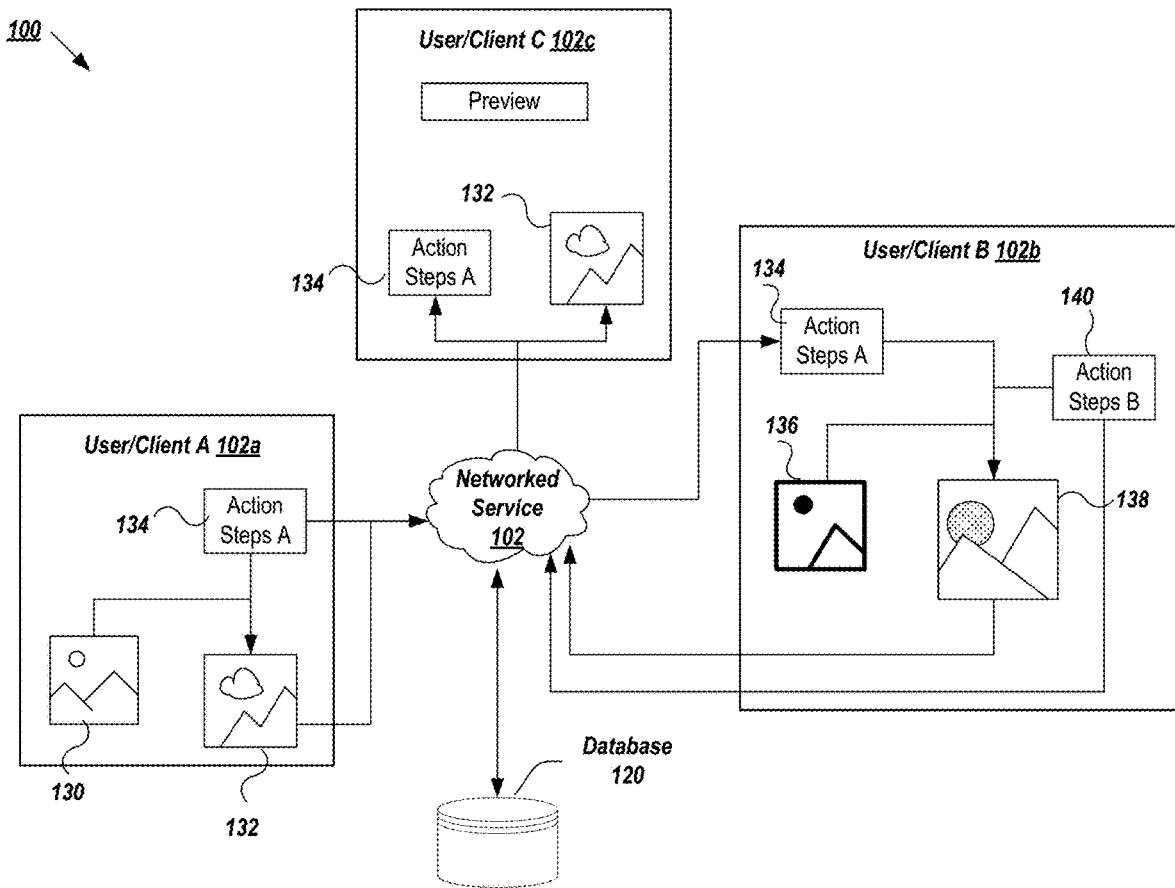 100
User/Client C 102c
Preview
132
Action
Steps A
134
User/Client B 102b
134
Action
Steps A
140
Action
Steps B
136
138
User/Client A 102a
134
Action
Steps A
130
132
Networked
Service
102
Database
120